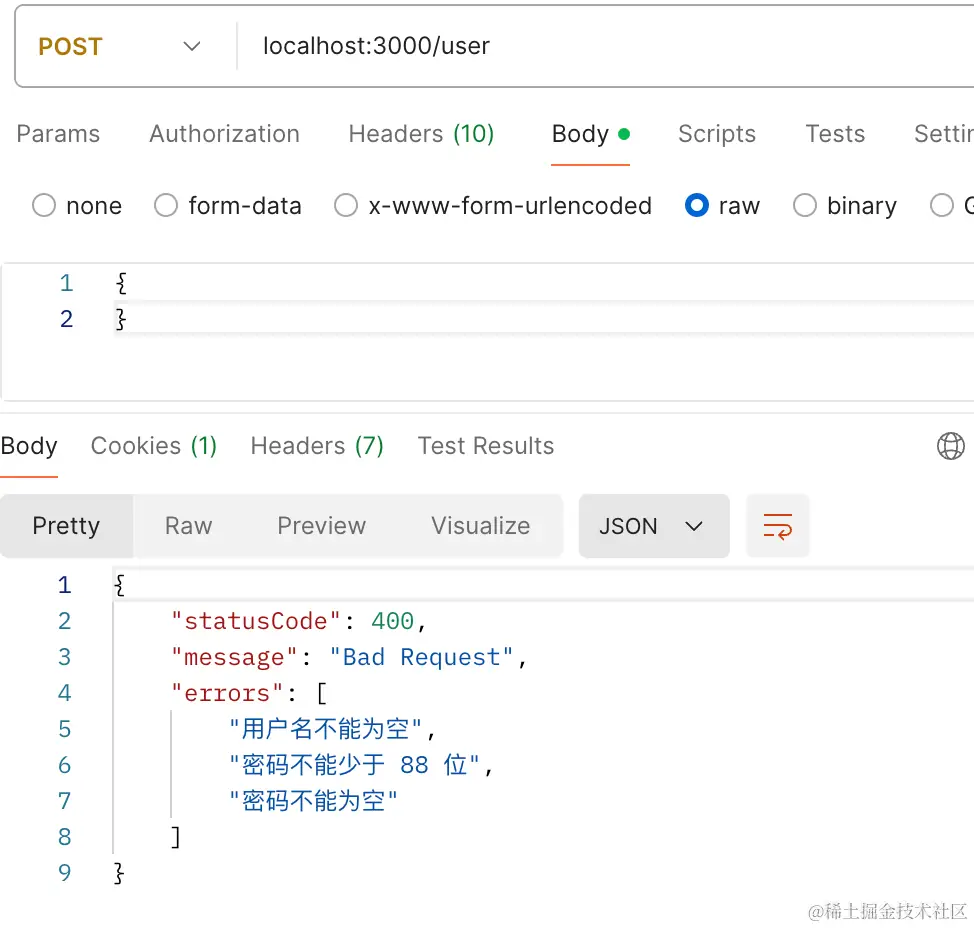 POST localhost:3000/user
Params Authorization Headers (10) Body Scripts Tests Settin
none form-data x-www-form-urlencoded raw binary G
1 {
2 }
Body Cookies (1) Headers (7) Test Results
Pretty Raw Preview Visualize JSON
1 {
2 "statusCode": 400,
3 "message": "Bad Request",
4 "errors": [
5 "用户名不能为空",
6 "密码不能少于 88 位",
7 "密码不能为空"
8 ]
9 }
@稀土掘金技术社区